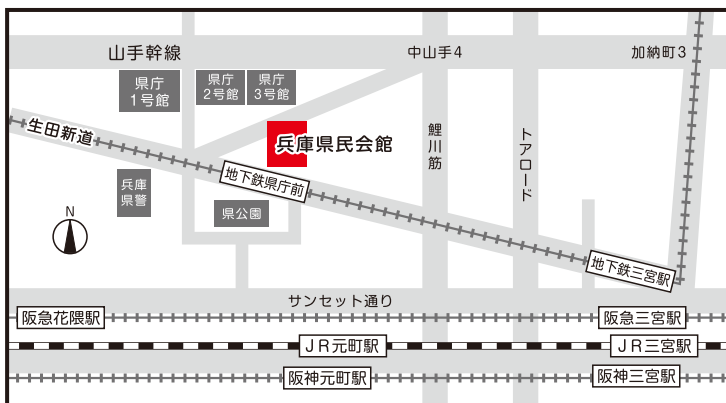 山手幹線
中山手4
加納町3
県庁
1号館
県庁
2号館
県庁
3号館
生田新道
兵庫県民会館
鯉川筋
トアロード
兵庫
県警
地下鉄県庁前
県公園
N
地下鉄三宮駅
サンセット通り
阪急花隈駅
阪急三宮駅
JR元町駅
JR三宮駅
阪神元町駅
阪神三宮駅